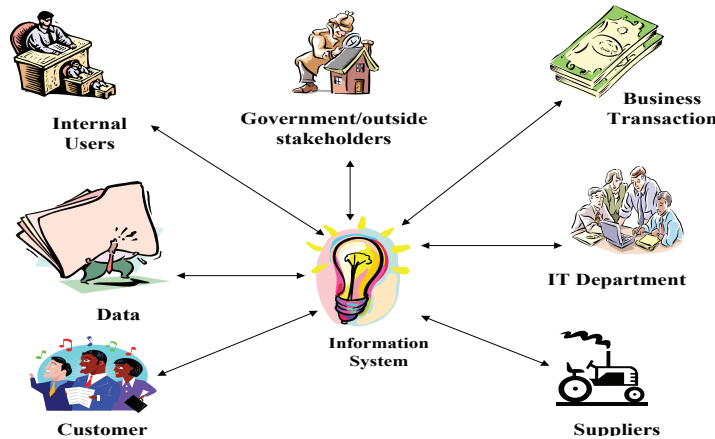 Internal
Users
Government/outside
stakeholders
Business
Transaction
Data
IT Department
Information
System
Customer
Suppliers